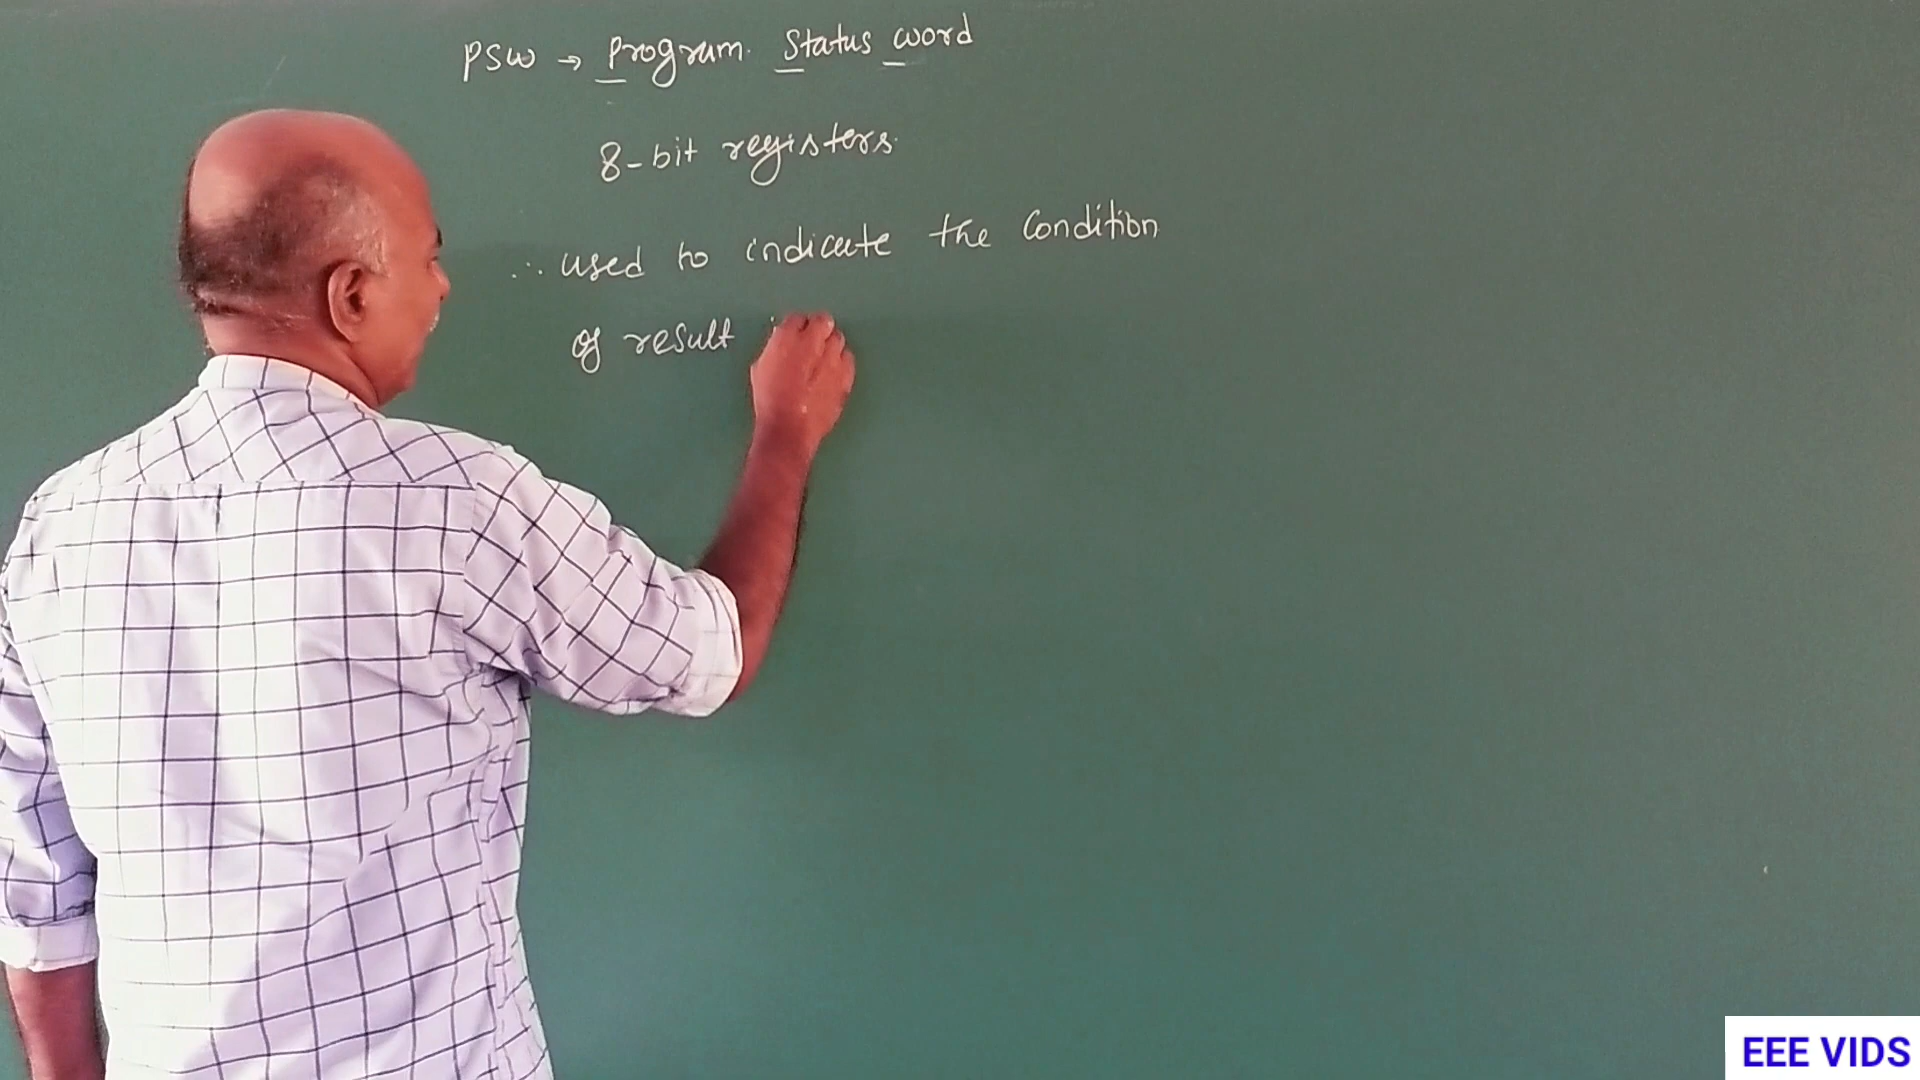 PSW → Program Status Word
8-bit registers.
∴ used to indicate the condition
of result
EEE VIDS